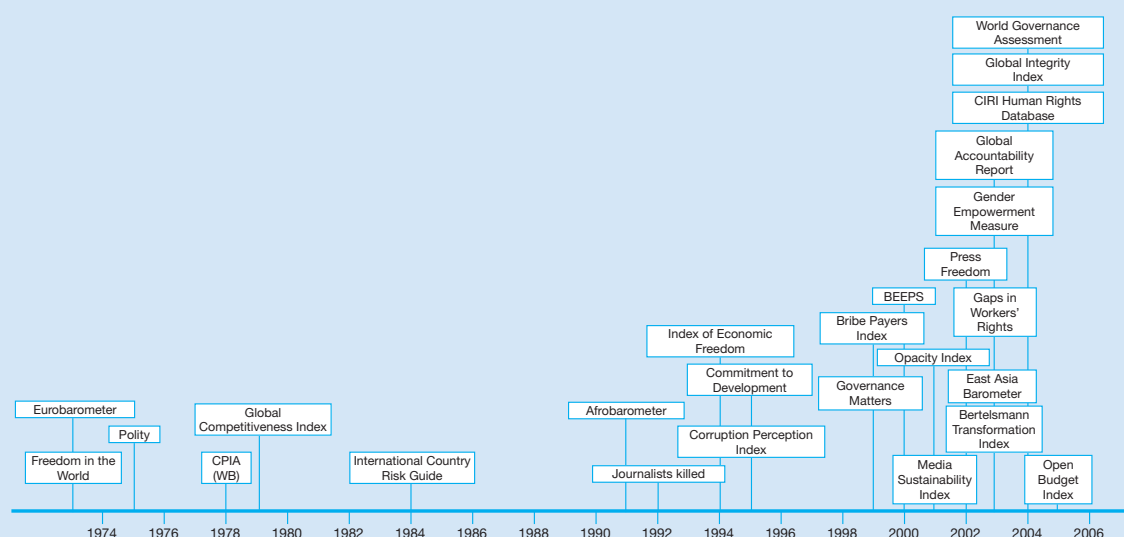 World Governance
Assessment
Global Integrity
Index
CIRI Human Rights
Database
Global
Accountability
Report
Gender
Empowerment
Measure
Press
Freedom
BEEPS
Gaps in
Workers'
Rights
Bribe Payers
Index
Index of Economic
Freedom
Opacity Index
Commitment to
Development
East Asia
Barometer
Governance
Matters
Eurobarometer
Global
Competitiveness Index
Afrobarometer
Bertelsmann
Transformation
Index
Polity
Corruption Perception
Index
Freedom in the
World
CPIA
(WB)
International Country
Risk Guide
Journalists killed
Media
Sustainability
Index
Open
Budget
Index
1974 1976 1978 1980 1982 1984 1986 1988 1990 1992 1994 1996 1998 2000 2002 2004 2006